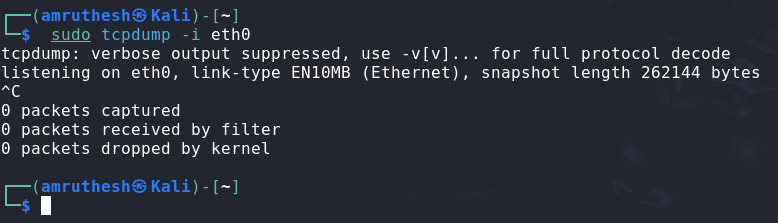 ┌──(amruthesh㉿Kali)-[~]
└─$ sudo tcpdump -i eth0
tcpdump: verbose output suppressed, use -v[v]... for full protocol decode
listening on eth0, link-type EN10MB (Ethernet), snapshot length 262144 bytes
^C
0 packets captured
0 packets received by filter
0 packets dropped by kernel
┌──(amruthesh㉿Kali)-[~]
└─$